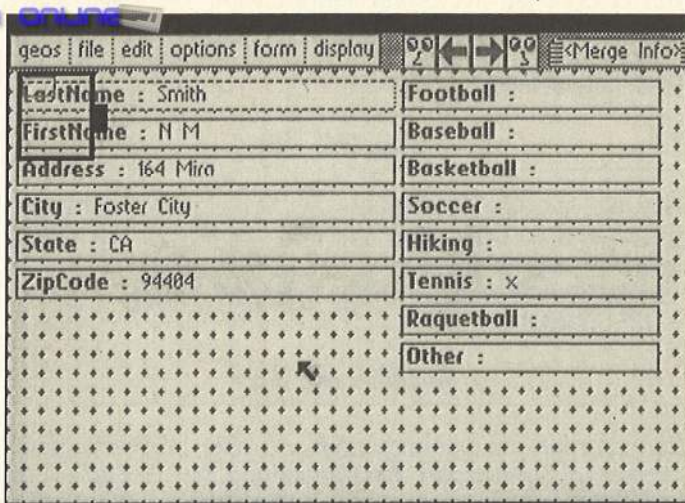 ONLINE
geos file edit options form display <Merge Info>
LastName : Smith
FirstName : N M
Address : 164 Mira
City : Foster City
State : CA
ZipCode : 94404
Football :
Baseball :
Basketball :
Soccer :
Hiking :
Tennis : x
Raquetball :
Other :